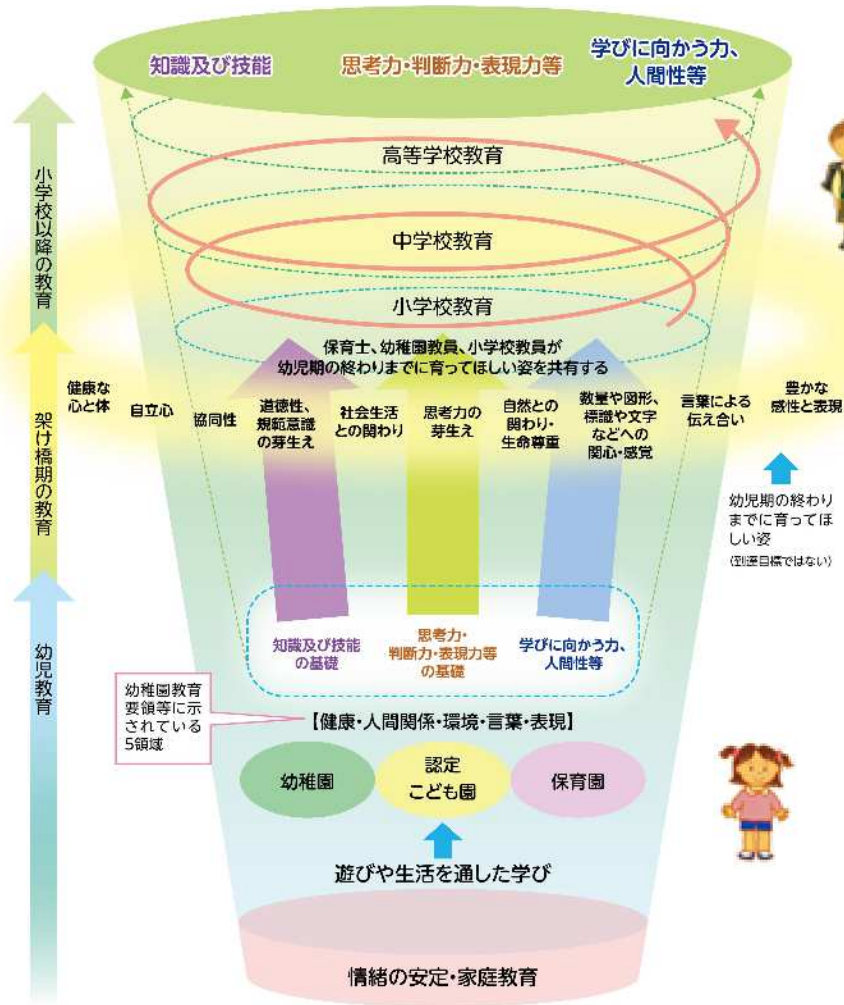 知識及び技能
思考力・判断力・表現力等
学びに向かう力、
人間性等
高等学校教育
中学校教育
小学校教育
保育士、幼稚園教員、小学校教員が
幼児期の終わりまでに育ってほしい姿を共有する
小学校以降の教育
架け橋期の教育
幼児教育
健康な
心と体
自立心
協同性
道徳性、
規範意識
の芽生え
社会生活
との関わり
思考力の
芽生え
自然との
関わり・
生命尊重
数量や図形、
標識や文字
などへの
関心・感覚
言葉による
伝え合い
豊かな
感性と表現
幼児期の終わり
までに育ってほ
しい姿
(到達目標ではない)
知識及び技能
の基礎
思考力・
判断力・表現力等
の基礎
学びに向かう力、
人間性等
幼稚園教育
要領等に示
されている
5領域
【健康・人間関係・環境・言葉・表現】
幼稚園
認定
こども園
保育園
遊びや生活を通した学び
情緒の安定・家庭教育